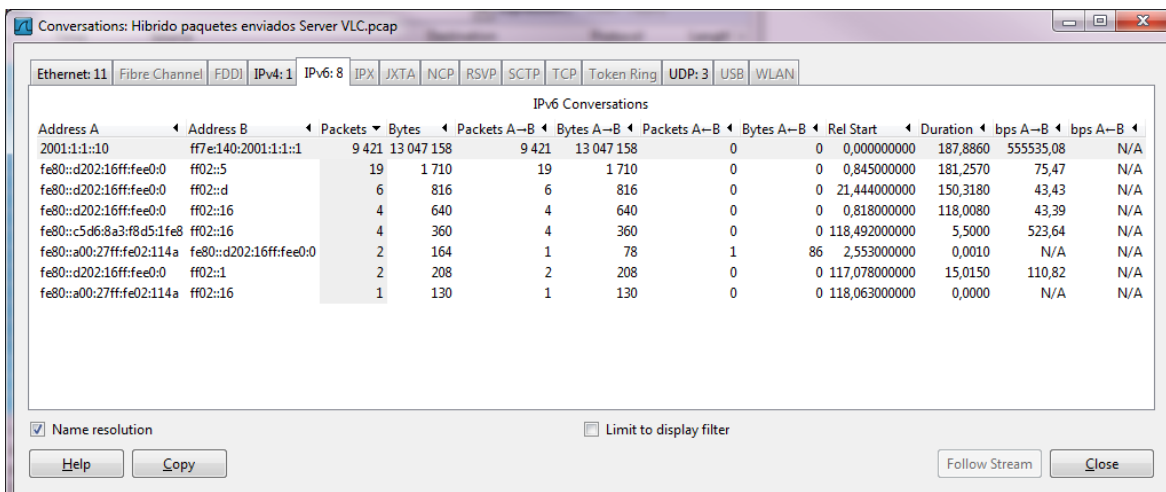 Conversations: Hibrido paquetes enviados Server VLC.pcap
Ethernet: 11 Fibre Channel FDDI IPv4: 1 IPv6: 8 IPX JXTA NCP RSVP SCTP TCP Token Ring UDP: 3 USB WLAN
IPv6 Conversations
Address A Address B Packets Bytes Packets A→B Bytes A→B Packets A←B Bytes A←B Rel Start Duration bps A→B bps A←B
2001:1:1::10 ff7e:140:2001:1:1::1 9 421 13 047 158 9 421 13 047 158 0 0 0,000000000 187,8860 555535,08 N/A
fe80::d202:16ff:fee0:0 ff02::5 19 1 710 19 1 710 0 0 0,845000000 181,2570 75,47 N/A
fe80::d202:16ff:fee0:0 ff02::d 6 816 6 816 0 0 21,444000000 150,3180 43,43 N/A
fe80::d202:16ff:fee0:0 ff02::16 4 640 4 640 0 0 0,818000000 118,0080 43,39 N/A
fe80::c5d6:8a3:f8d5:1fe8 ff02::16 4 360 4 360 0 0 118,492000000 5,5000 523,64 N/A
fe80::a00:27ff:fe02:114a fe80::d202:16ff:fee0:0 2 164 1 78 1 86 2,553000000 0,0010 N/A N/A
fe80::d202:16ff:fee0:0 ff02::1 2 208 2 208 0 0 117,078000000 15,0150 110,82 N/A
fe80::a00:27ff:fe02:114a ff02::16 1 130 1 130 0 0 118,063000000 0,0000 N/A N/A
Name resolution Limit to display filter
Help Copy Follow Stream Close